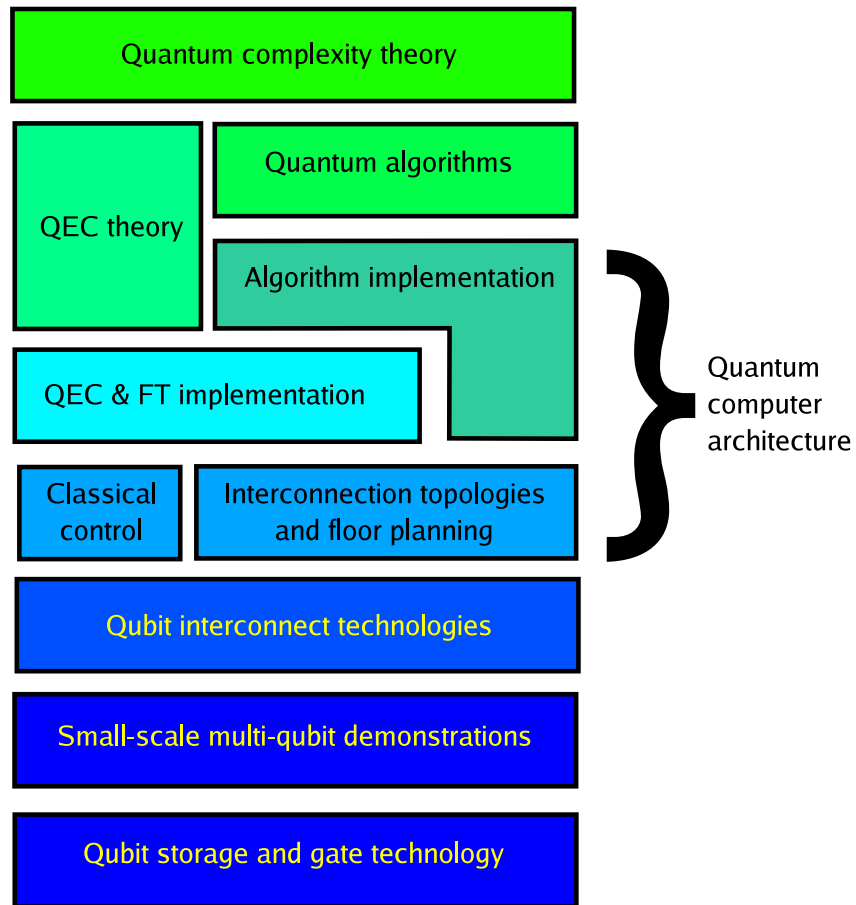 Quantum complexity theory
Quantum algorithms
QEC theory
Algorithm implementation
QEC & FT implementation
Classical
control
Interconnection topologies
and floor planning
Qubit interconnect technologies
Small-scale multi-qubit demonstrations
Qubit storage and gate technology
Quantum
computer
architecture